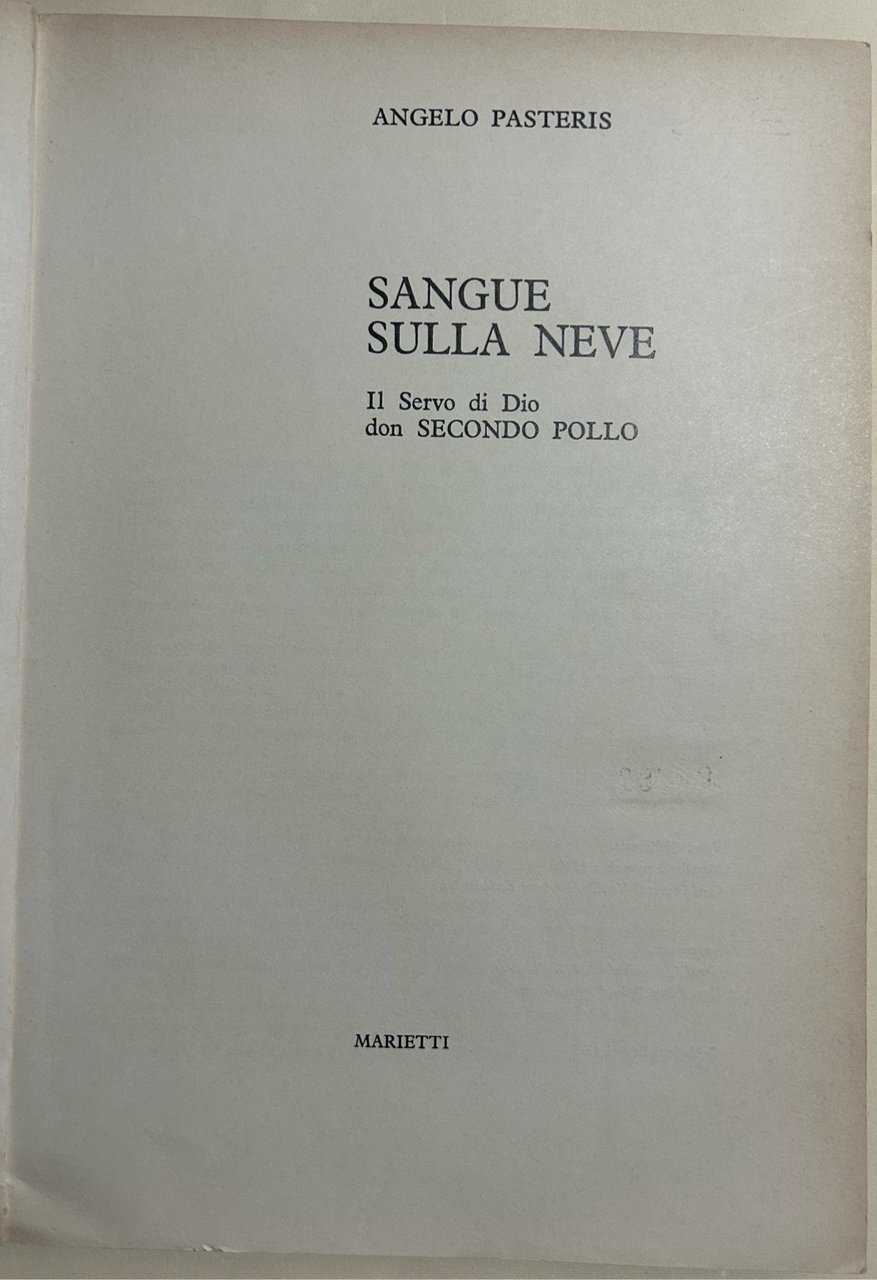 ANGELO PASTERIS
SANGUE
SULLA NEVE
Il Servo di Dio
don SECONDO POLLO
MARIETTI